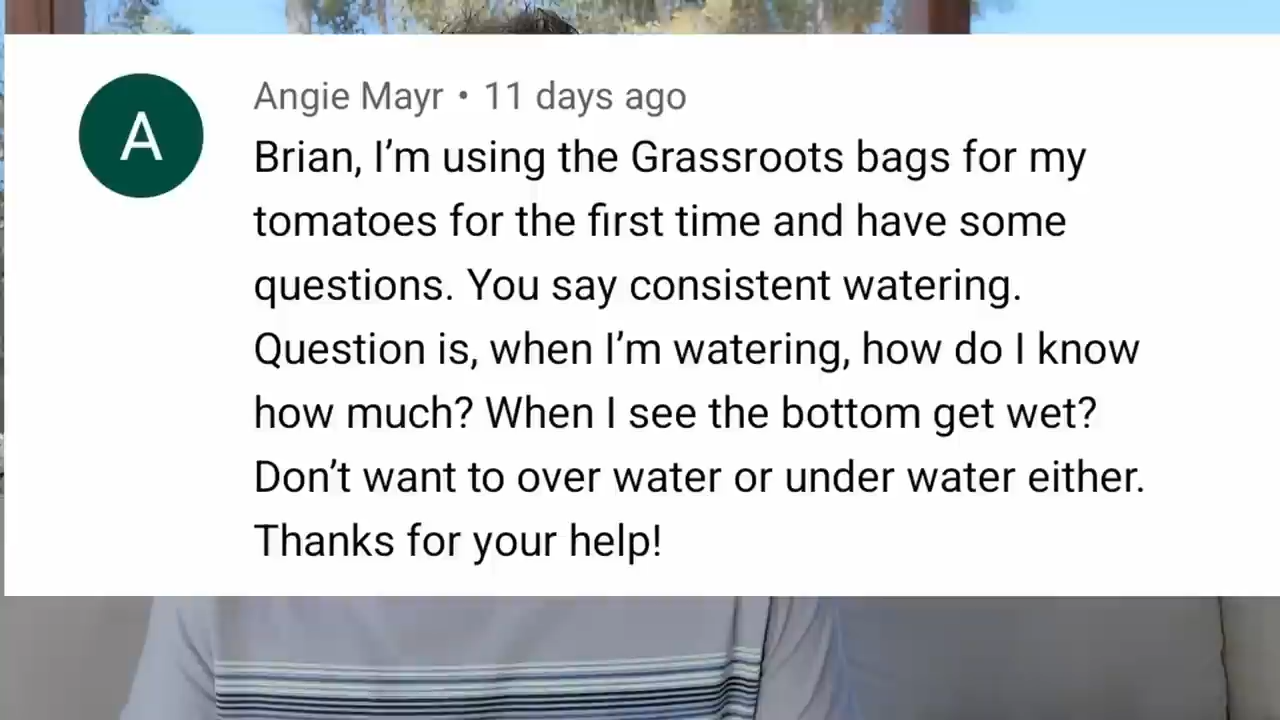 A
Angie Mayr • 11 days ago
Brian, I’m using the Grassroots bags for my
tomatoes for the first time and have some
questions. You say consistent watering.
Question is, when I’m watering, how do I know
how much? When I see the bottom get wet?
Don’t want to over water or under water either.
Thanks for your help!